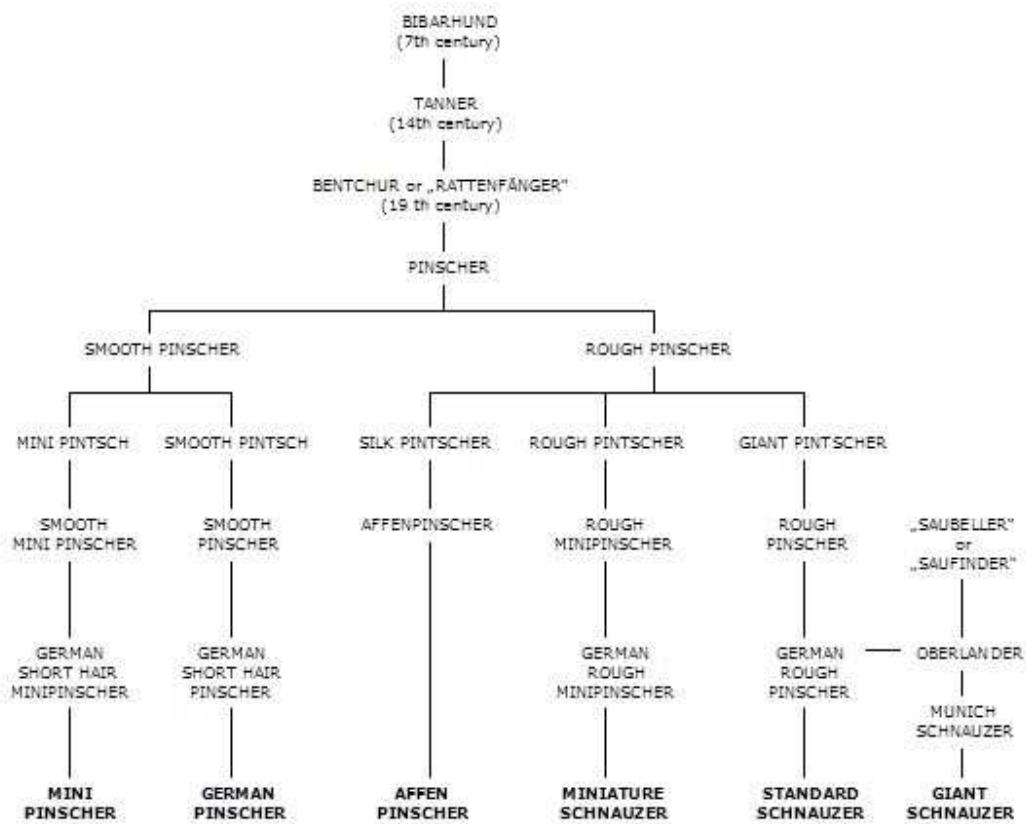 BIBARHUND
(7th century)
TANNER
(14th century)
BENTCHUR or „RATTENFÄNGER"
(19 th century)
PINSCHER
SMOOTH PINSCHER
ROUGH PINSCHER
MINI PINTSCH
SMOOTH PINTSCH
SILK PINTSCHER
ROUGH PINTSCHER
GIANT PINTSCHER
SMOOTH
MINI PINSCHER
SMOOTH
PINSCHER
AFFENPINSCHER
ROUGH
MINIPINSCHER
ROUGH
PINSCHER
„SAUBELLER"
or
„SAUFINDER"
GERMAN
SHORT HAIR
MINIPINSCHER
GERMAN
SHORT HAIR
PINSCHER
GERMAN
ROUGH
MINIPINSCHER
GERMAN
ROUGH
PINSCHER
OBERLANDER
MUNICH
SCHNAUZER
MINI
PINSCHER
GERMAN
PINSCHER
AFFEN
PINSCHER
MINIATURE
SCHNAUZER
STANDARD
SCHNAUZER
GIANT
SCHNAUZER